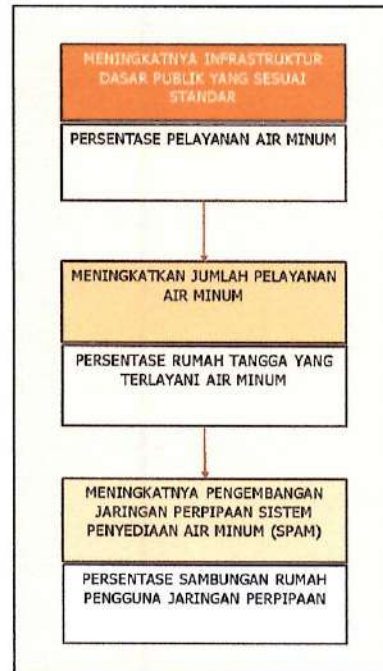 MENINGKATNYA INFRASTRUKTUR
DASAR PUBLIK YANG SESUAI
STANDAR
PERSENTASE PELAYANAN AIR MINUM
MENINGKATKAN JUMLAH PELAYANAN
AIR MINUM
PERSENTASE RUMAH TANGGA YANG
TERLAYANI AIR MINUM
MENINGKATNYA PENGEMBANGAN
JARINGAN PERPIPAAN SISTEM
PENYEDIAAN AIR MINUM (SPAM)
PERSENTASE SAMBUNGAN RUMAH
PENGGUNA JARINGAN PERPIPAAN